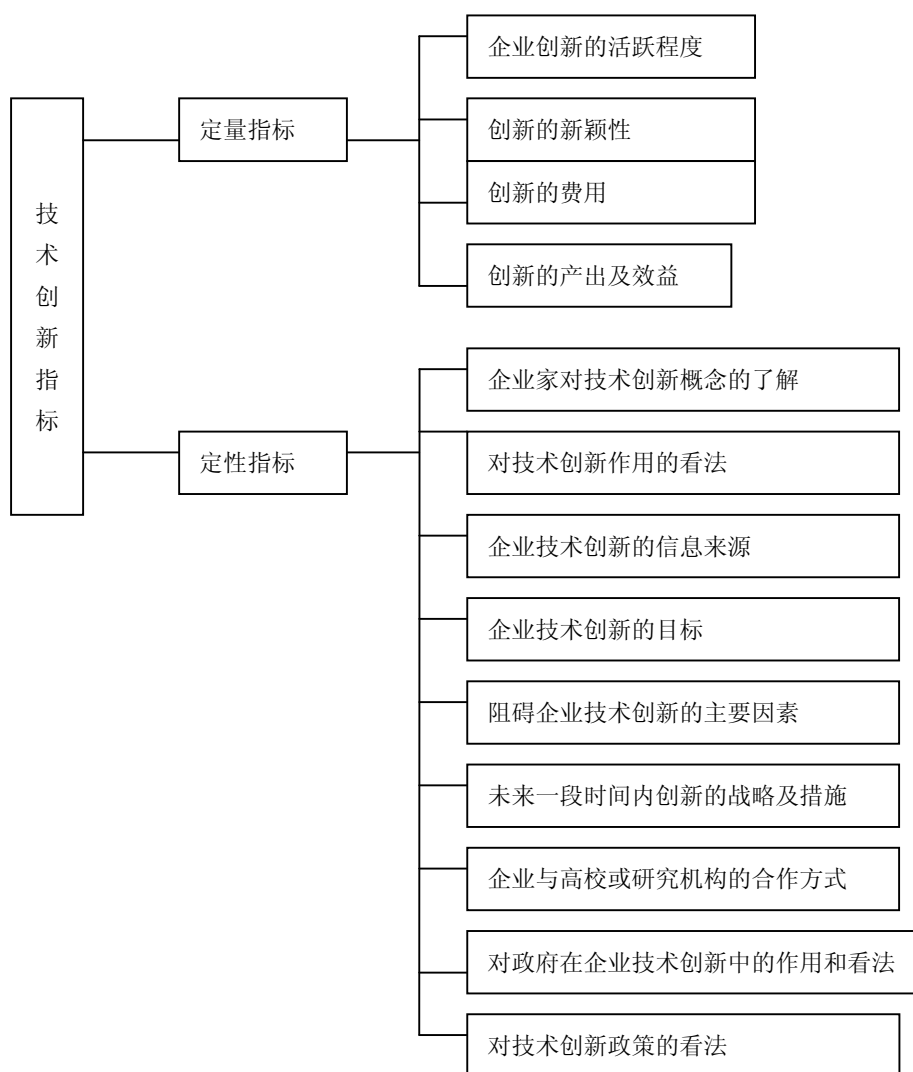 技术创新指标
定量指标
企业创新的活跃程度
创新的新颖性
创新的费用
创新的产出及效益
定性指标
企业家对技术创新概念的了解
对技术创新作用的看法
企业技术创新的信息来源
企业技术创新的目标
阻碍企业技术创新的主要因素
未来一段时间内创新的战略及措施
企业与高校或研究机构的合作方式
对政府在企业技术创新中的作用和看法
对技术创新政策的看法